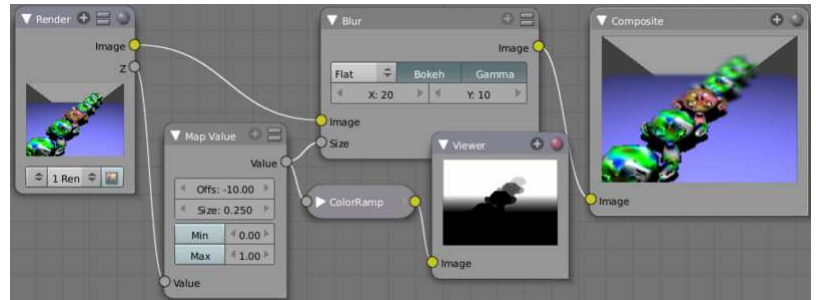 Render
Image
Z
1 Ren
Map Value
Value
Offs: -10.00
Size: 0.250
Min 0.00
Max 1.00
Value
Blur
Image
Flat Bokeh Gamma
X: 20 Y: 10
Image
Size
ColorRamp
Viewer
Image
Composite
Image